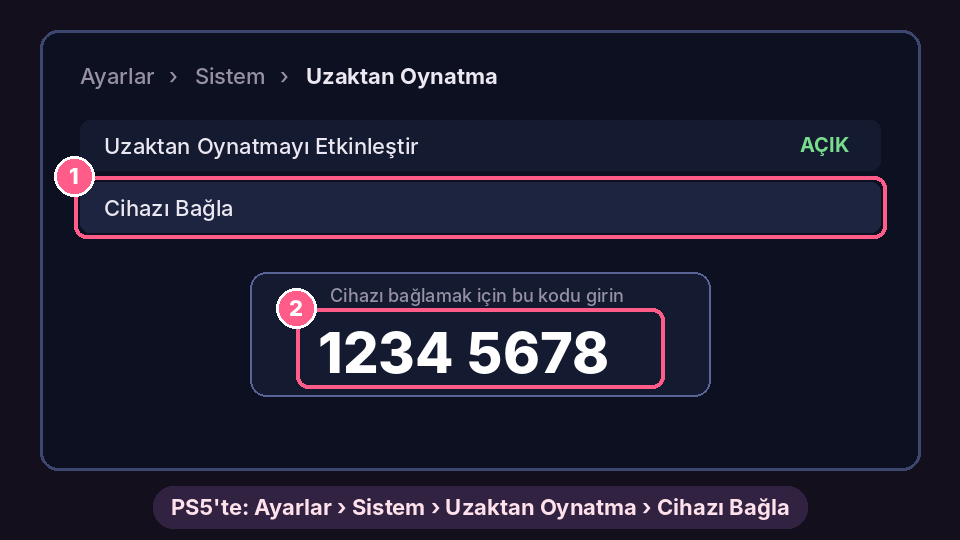 Ayarlar › Sistem › Uzaktan Oynatma
Uzaktan Oynatmayı Etkinleştir AÇIK
1
Cihazı Bağla
Cihazı bağlamak için bu kodu girin
2
1234 5678
PS5'te: Ayarlar › Sistem › Uzaktan Oynatma › Cihazı Bağla